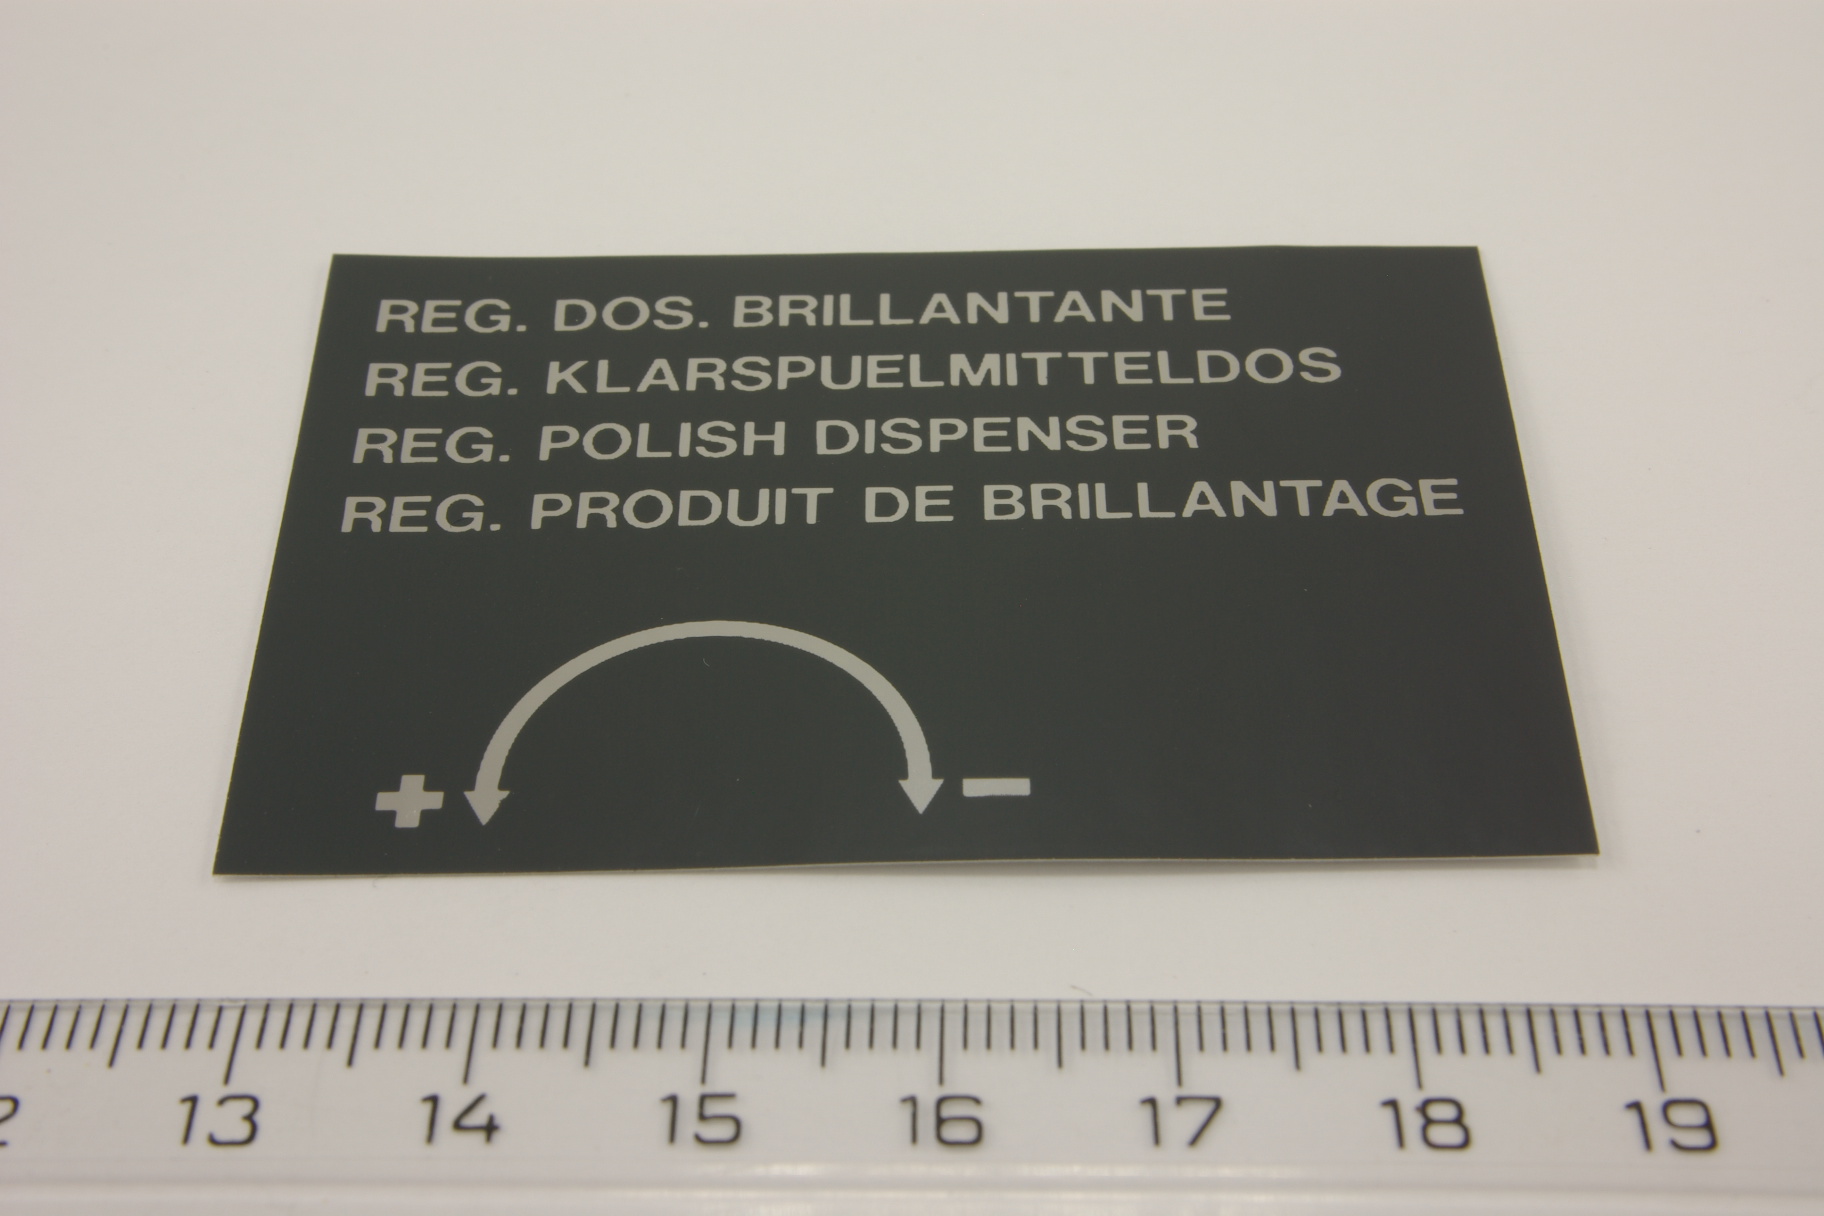 REG. DOS. BRILLANTANTE
REG. KLARSPUELMITTELDOS
REG. POLISH DISPENSER
REG. PRODUIT DE BRILLANTAGE
+ −
13 14 15 16 17 18 19